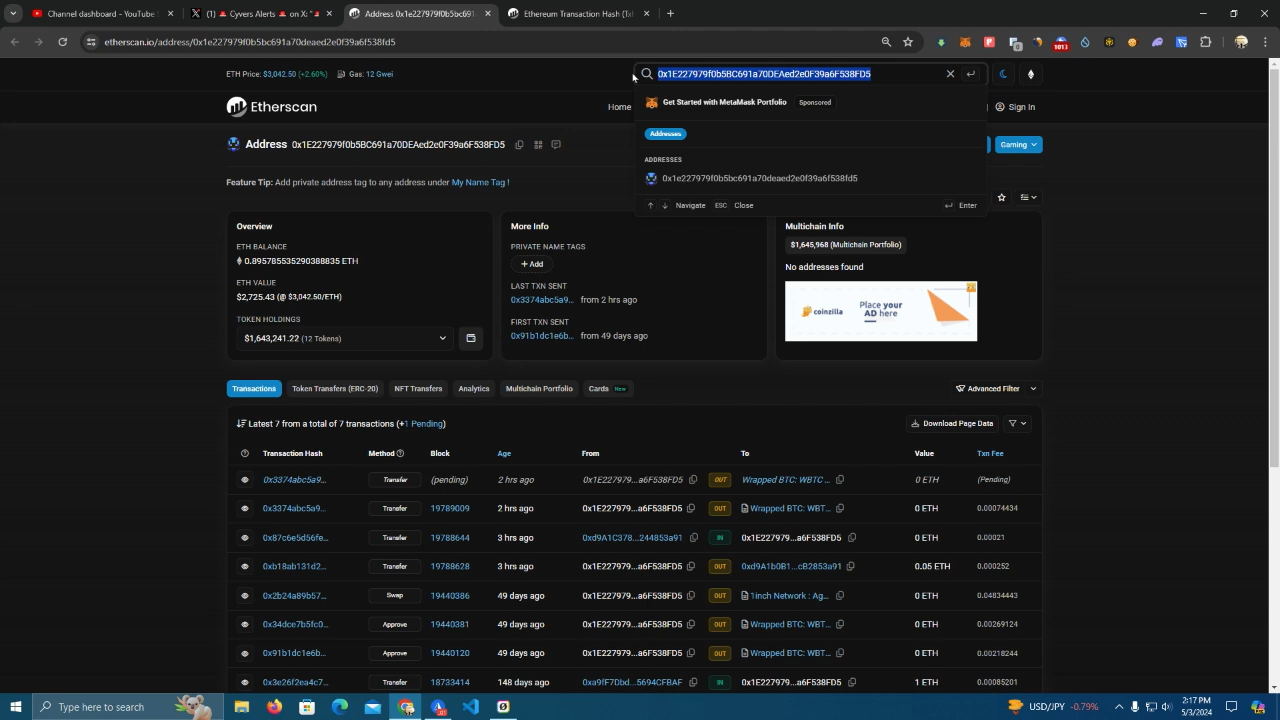 Channel dashboard - YouTube S
Cyvers Alerts on X: "
Address 0x1e227979f0b5bc691
Ethereum Transaction Hash (Txh
etherscan.io/address/0x1e227979f0b5bc691a70deaed2e0f39a6f538fd5
1013
ETH Price: $3,042.50 (+2.60%) Gas: 12 Gwei
0x1E227979f0b5BC691a70DEAed2e0F39a6F538FD5
Etherscan
Home
Sign In
Get Started with MetaMask Portfolio Sponsored
Addresses
ADDRESSES
0x1e227979f0b5bc691a70deaed2e0f39a6f538fd5
Navigate ESC Close Enter
Address 0x1E227979f0b5BC691a70DEAed2e0F39a6F538FD5
Gaming
Feature Tip: Add private address tag to any address under My Name Tag !
Overview
ETH BALANCE
0.895785535290388835 ETH
ETH VALUE
$2,725.43 (@ $3,042.50/ETH)
TOKEN HOLDINGS
$1,643,241.22 (12 Tokens)
More Info
PRIVATE NAME TAGS
+ Add
LAST TXN SENT
0x3374abc5a9... from 2 hrs ago
FIRST TXN SENT
0x91b1dc1e6b... from 49 days ago
Multichain Info
$1,645,968 (Multichain Portfolio)
No addresses found
coinzilla
Place your AD here
Transactions Token Transfers (ERC-20) NFT Transfers Analytics Multichain Portfolio Cards New
Advanced Filter
Latest 7 from a total of 7 transactions (+1 Pending)
Download Page Data
Transaction Hash Method Block Age From To Value Txn Fee
0x3374abc5a9... Transfer (pending) 2 hrs ago 0x1E227979...a6F538FD5 OUT Wrapped BTC: WBTC ... 0 ETH (Pending)
0x3374abc5a9... Transfer 19789009 2 hrs ago 0x1E227979...a6F538FD5 OUT Wrapped BTC: WBT... 0 ETH 0.00074434
0x87c6e5d56fe... Transfer 19788644 3 hrs ago 0xd9A1C378...244853a91 IN 0x1E227979...a6F538FD5 0 ETH 0.00021
0xb18ab131d2... Transfer 19788628 3 hrs ago 0x1E227979...a6F538FD5 OUT 0xd9A1b0B1...cB2853a91 0.05 ETH 0.000252
0x2b24a89b57... Swap 19440386 49 days ago 0x1E227979...a6F538FD5 OUT 1inch Network : Ag... 0 ETH 0.04834443
0x34dce7b5fc0... Approve 19440381 49 days ago 0x1E227979...a6F538FD5 OUT Wrapped BTC: WBT... 0 ETH 0.00269124
0x91b1dc1e6b... Approve 19440120 49 days ago 0x1E227979...a6F538FD5 OUT Wrapped BTC: WBT... 0 ETH 0.00218244
0x3e26f2ea4c7... Transfer 18733414 148 days ago 0xa9fF7Dbd...5694CFBAF IN 0x1E227979...a6F538FD5 1 ETH 0.00085201
Type here to search
USD/JPY -0.79%
2:17 PM
5/3/2024